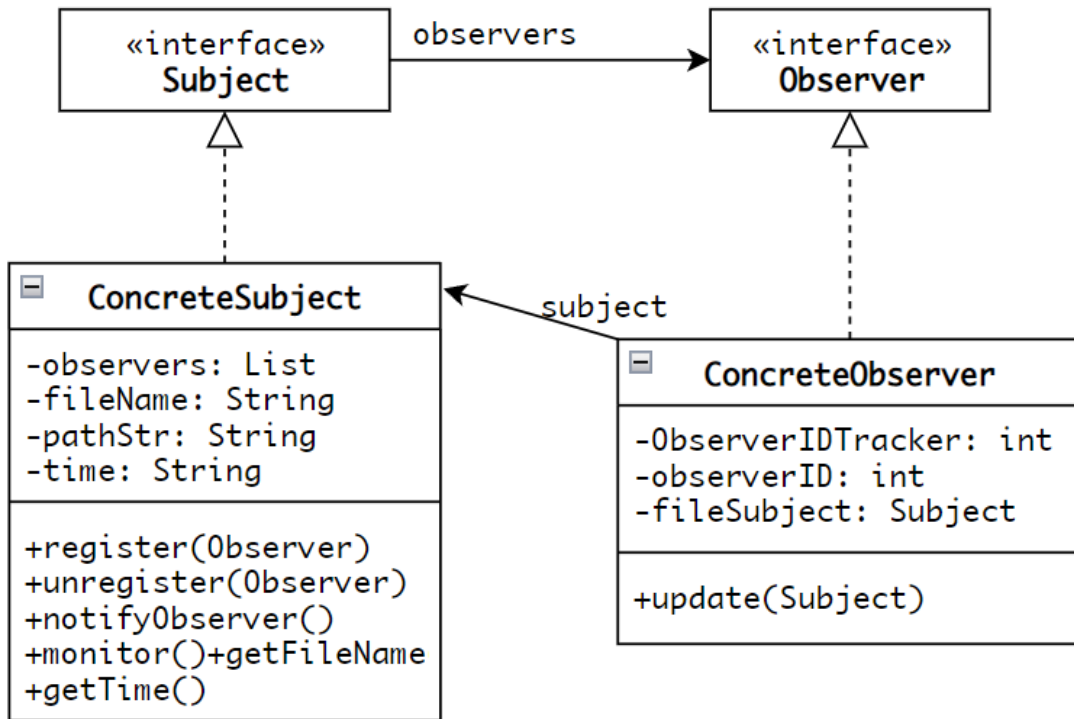 «interface»
Subject
observers
«interface»
Observer
ConcreteSubject
-observers: List
-fileName: String
-pathStr: String
-time: String
+register(Observer)
+unregister(Observer)
+notifyObserver()
+monitor()+getFileName
+getTime()
subject
ConcreteObserver
-ObserverIDTracker: int
-observerID: int
-fileSubject: Subject
+update(Subject)